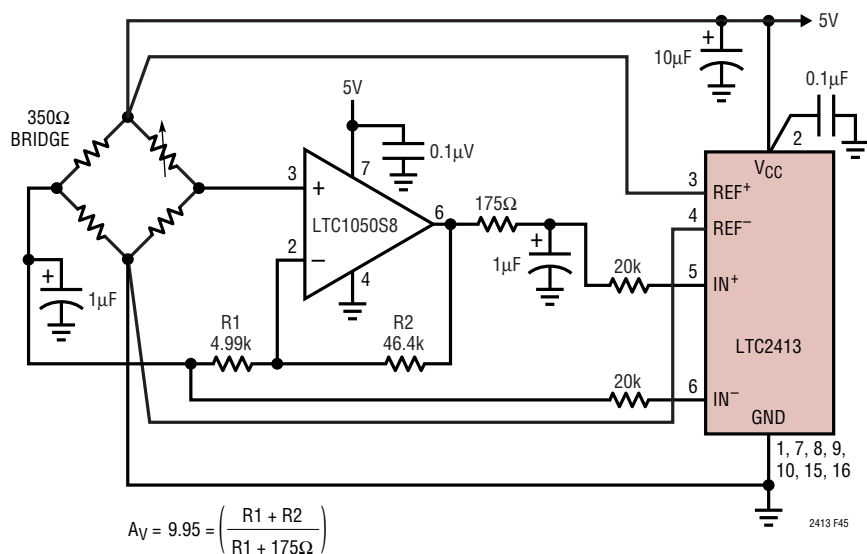 5V
10µF
0.1µF
350Ω
BRIDGE
5V
2
VCC
3
REF+
7
0.1µV
3
+
LTC1050S8
6
175Ω
4
REF−
2
−
4
+
1µF
20k
5
IN+
+
1µF
R1
4.99k
R2
46.4k
LTC2413
20k
6
IN−
GND
1, 7, 8, 9,
10, 15, 16
AV = 9.95 = (R1 + R2 / R1 + 175Ω)
2413 F45